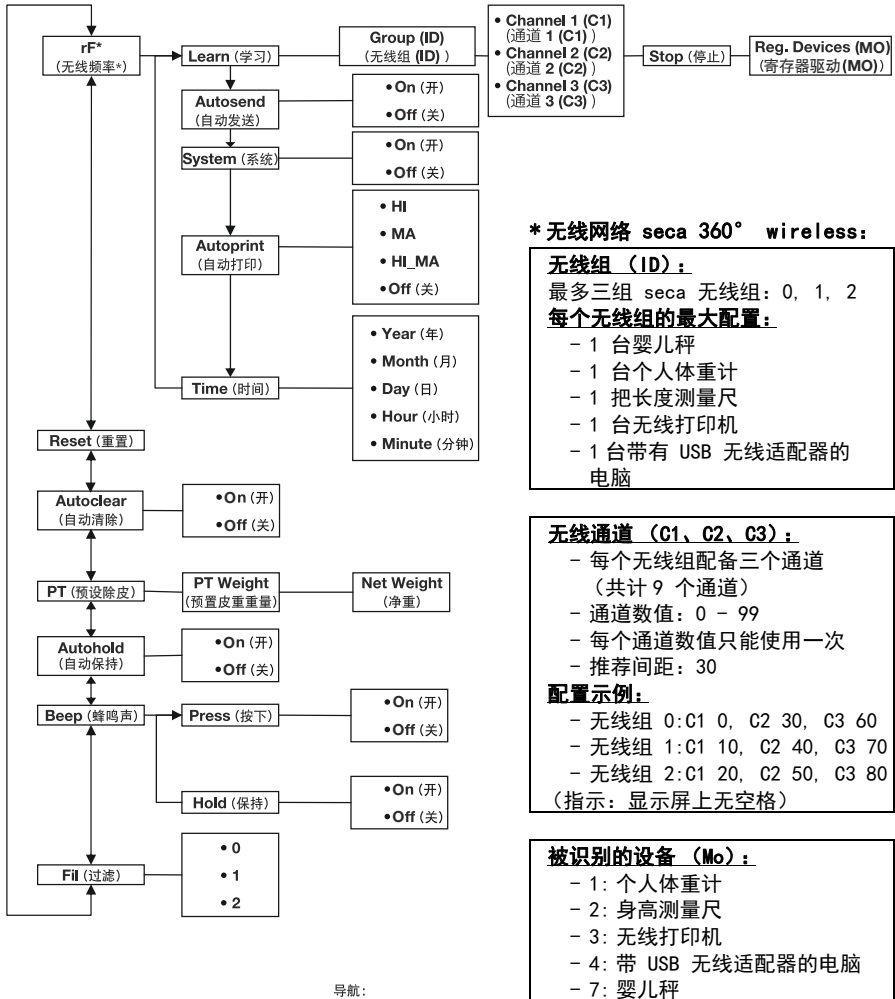 rF*
(无线频率*)
Learn (学习)
Group (ID)
(无线组 (ID) )
• Channel 1 (C1)
(通道 1 (C1) )
• Channel 2 (C2)
(通道 2 (C2) )
• Channel 3 (C3)
(通道 3 (C3) )
Stop (停止)
Reg. Devices (MO)
(寄存器驱动(MO))
Autosend
(自动发送)
•On (开)
•Off (关)
System (系统)
•On (开)
•Off (关)
Autoprint
(自动打印)
• HI
• MA
• HI_MA
•Off (关)
Time (时间)
• Year (年)
• Month (月)
• Day (日)
• Hour (小时)
• Minute (分钟)
Reset (重置)
Autoclear
(自动清除)
•On (开)
•Off (关)
PT (预设除皮)
PT Weight
(预置皮重重量)
Net Weight
(净重)
Autohold
(自动保持)
•On (开)
•Off (关)
Beep (蜂鸣声)
Press (按下)
•On (开)
•Off (关)
Hold (保持)
•On (开)
•Off (关)
Fil (过滤)
• 0
• 1
• 2
导航:
*无线网络 seca 360° wireless:
无线组 (ID):
最多三组 seca 无线组: 0, 1, 2
每个无线组的最大配置:
- 1 台婴儿秤
- 1 台个人体重计
- 1 把长度测量尺
- 1 台无线打印机
- 1 台带有 USB 无线适配器的
电脑
无线通道 (C1、C2、C3):
- 每个无线组配备三个通道
(共计 9 个通道)
- 通道数值: 0 - 99
- 每个通道数值只能使用一次
- 推荐间距: 30
配置示例:
- 无线组 0:C1 0, C2 30, C3 60
- 无线组 1:C1 10, C2 40, C3 70
- 无线组 2:C1 20, C2 50, C3 80
(指示: 显示屏上无空格)
被识别的设备 (Mo):
- 1: 个人体重计
- 2: 身高测量尺
- 3: 无线打印机
- 4: 带 USB 无线适配器的电脑
- 7: 婴儿秤